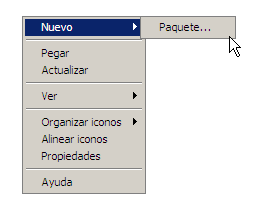 Nuevo
Paquete...
Pegar
Actualizar
Ver
Organizar iconos
Alinear iconos
Propiedades
Ayuda